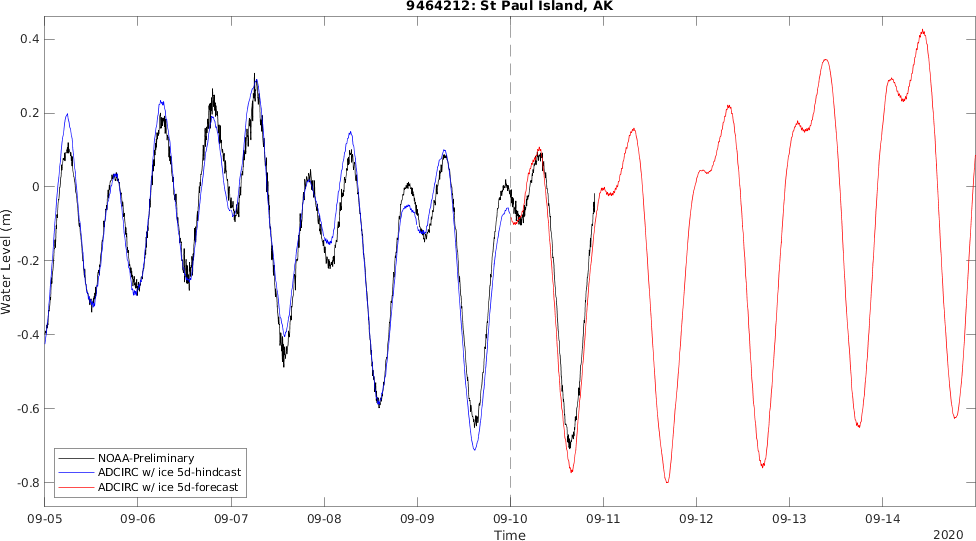 9464212: St Paul Island, AK
0.4
0.2
0
-0.2
-0.4
-0.6
-0.8
Water Level (m)
NOAA-Preliminary
ADCIRC w/ ice 5d-hindcast
ADCIRC w/ ice 5d-forecast
09-05 09-06 09-07 09-08 09-09 09-10 09-11 09-12 09-13 09-14
Time
2020